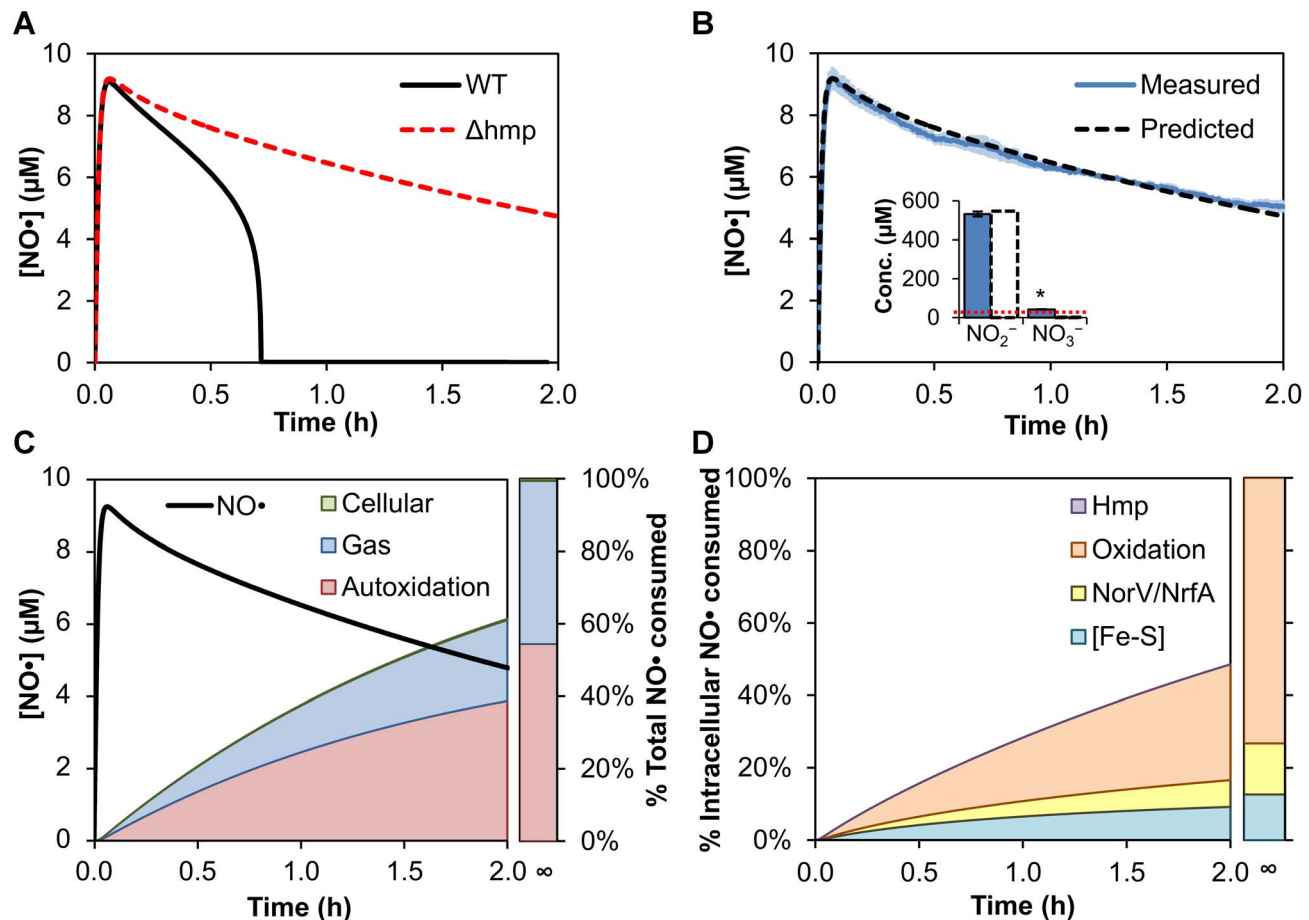 A
[NO•] (µM)
10
8
6
4
2
0
WT
Δhmp
0.0 0.5 1.0 1.5 2.0
Time (h)
B
[NO•] (µM)
10
8
6
4
2
0
Measured
Predicted
Conc. (µM)
600
400
200
0
*
NO₂⁻ NO₃⁻
0.0 0.5 1.0 1.5 2.0
Time (h)
C
[NO•] (µM)
10
8
6
4
2
0
NO•
Cellular
Gas
Autoxidation
100%
80%
60%
40%
20%
0%
% Total NO• consumed
0.0 0.5 1.0 1.5 2.0 ∞
Time (h)
D
% Intracellular NO• consumed
100%
80%
60%
40%
20%
0%
Hmp
Oxidation
NorV/NrfA
[Fe-S]
0.0 0.5 1.0 1.5 2.0 ∞
Time (h)